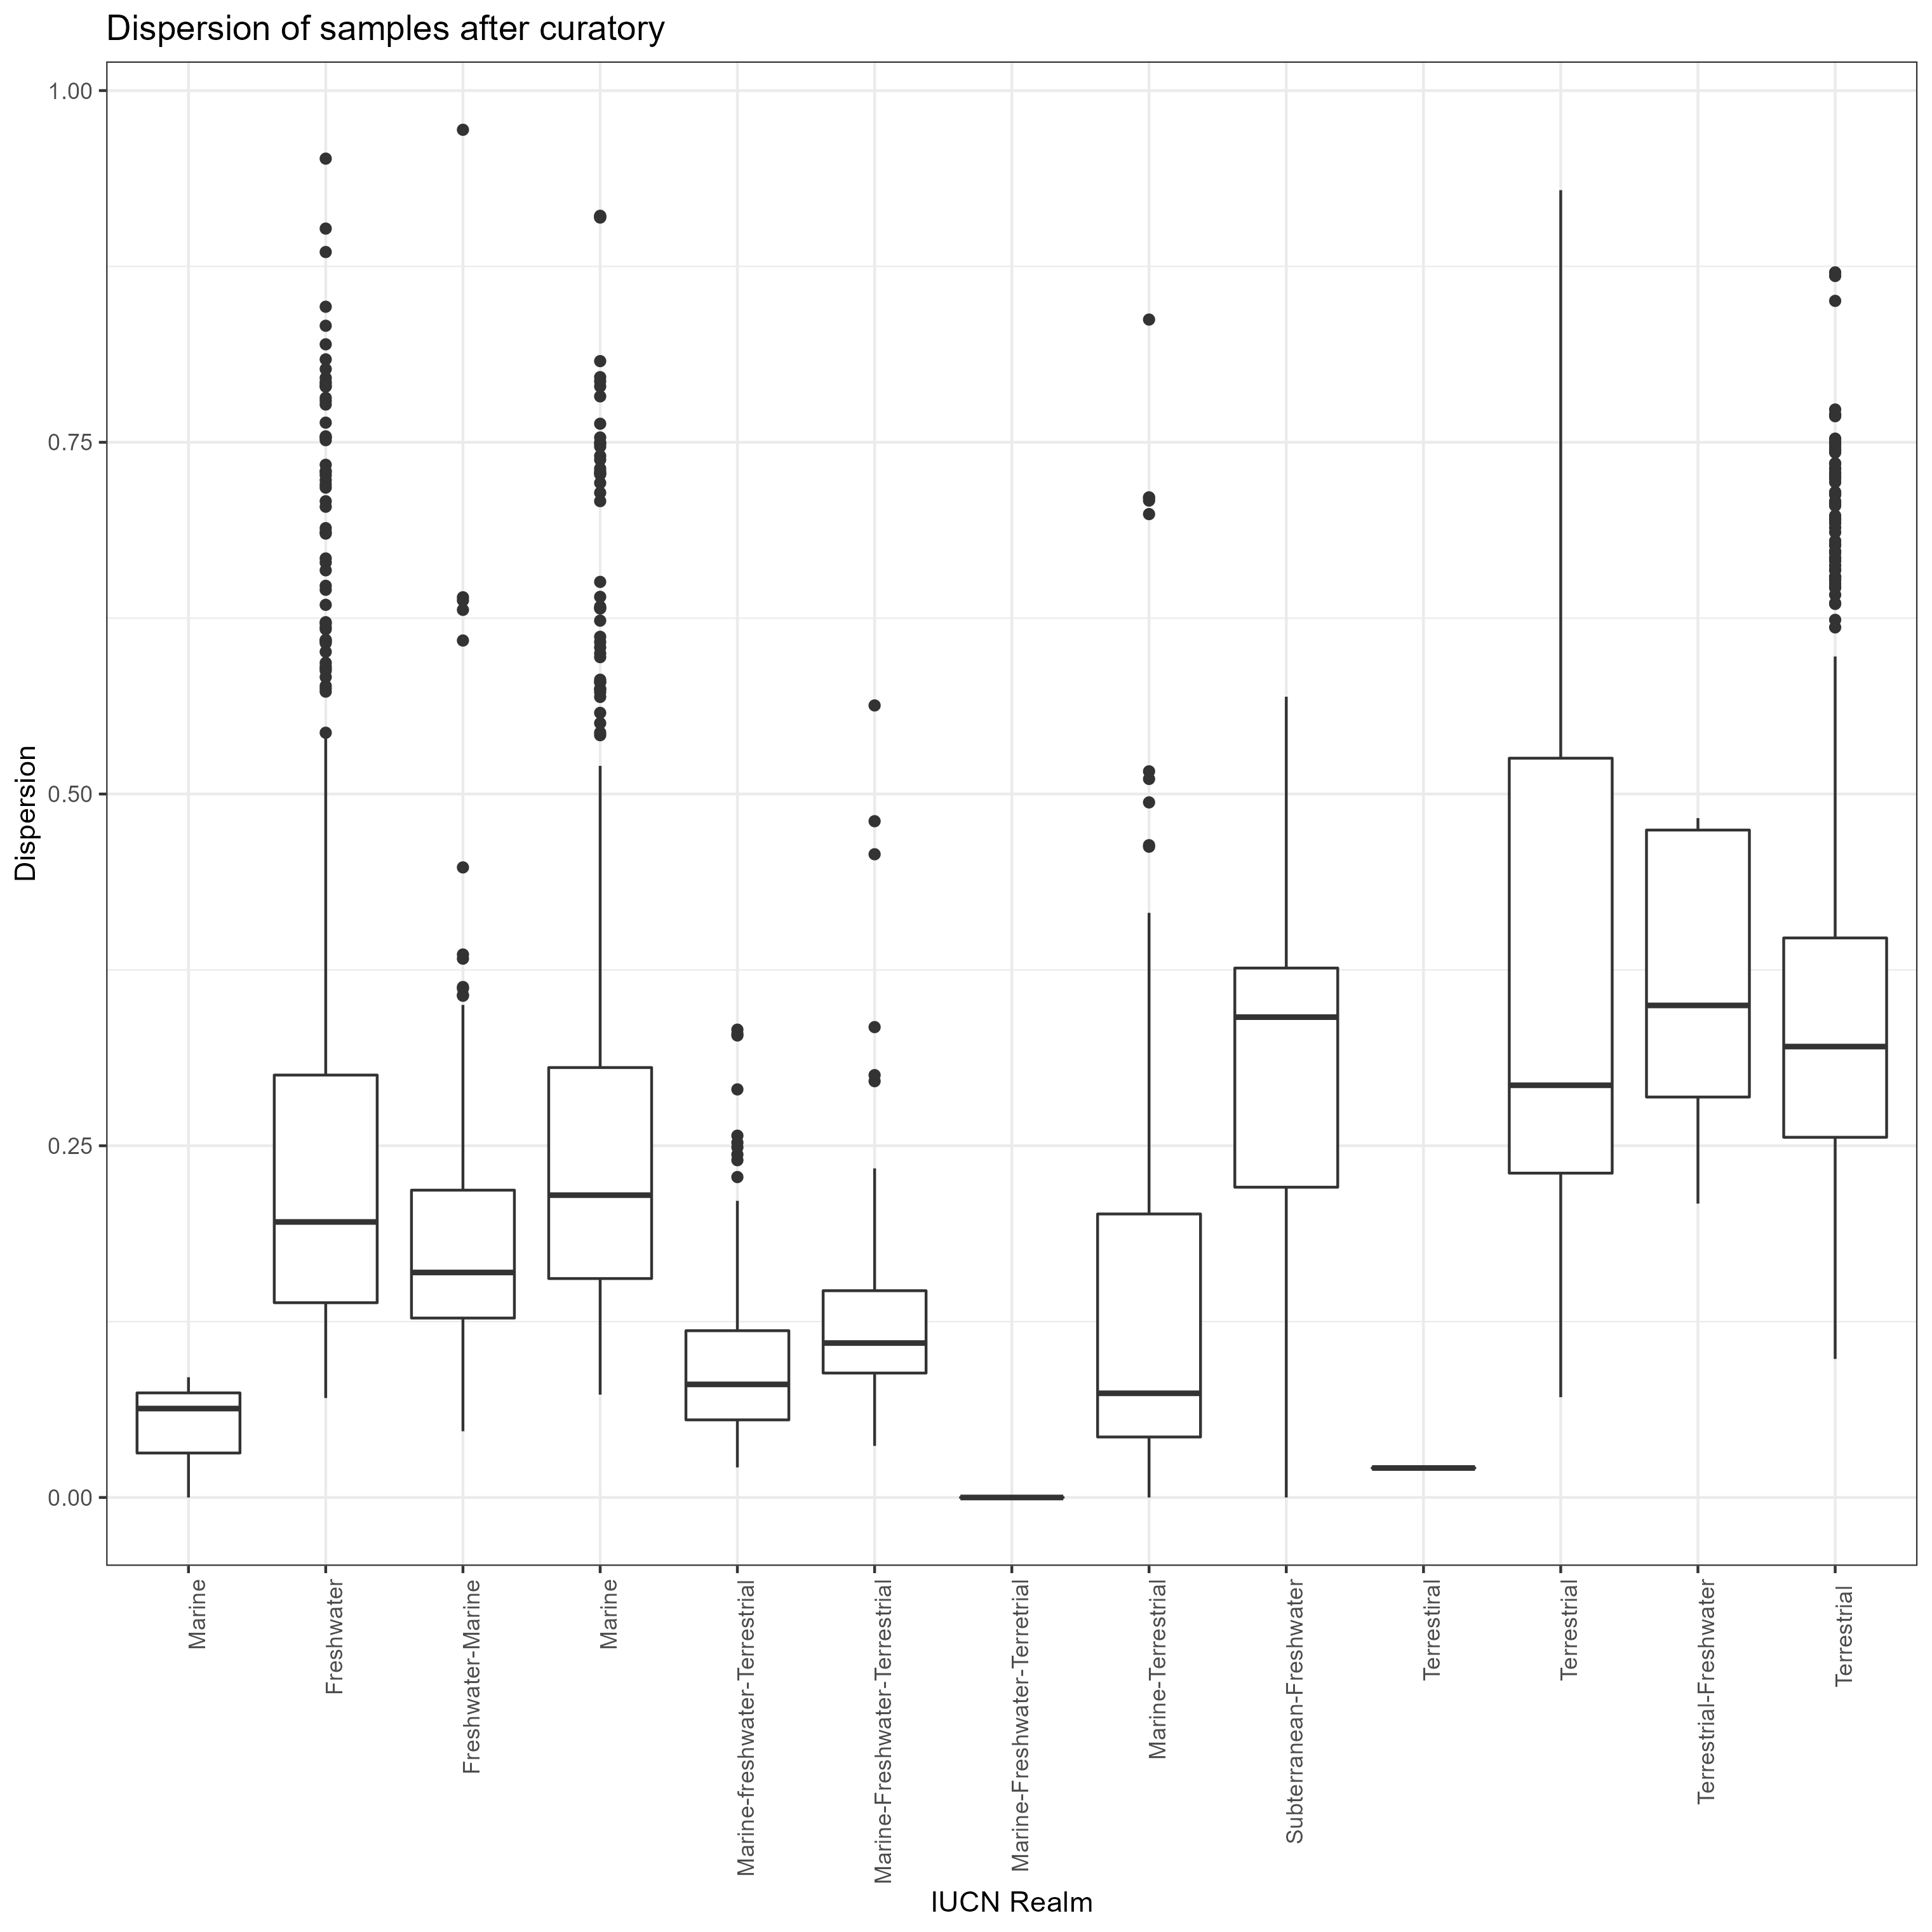 Dispersion of samples after curatory
1.00
0.75
0.50
0.25
0.00
Dispersion
Marine
Freshwater
Freshwater-Marine
Marine
Marine-freshwater-Terrestrial
Marine-Freshwater-Terrestrial
Marine-Freshwater-Terretrial
Marine-Terrestrial
Subterranean-Freshwater
Terrestiral
Terrestrial
Terrestrial-Freshwater
Terrestrial
IUCN Realm